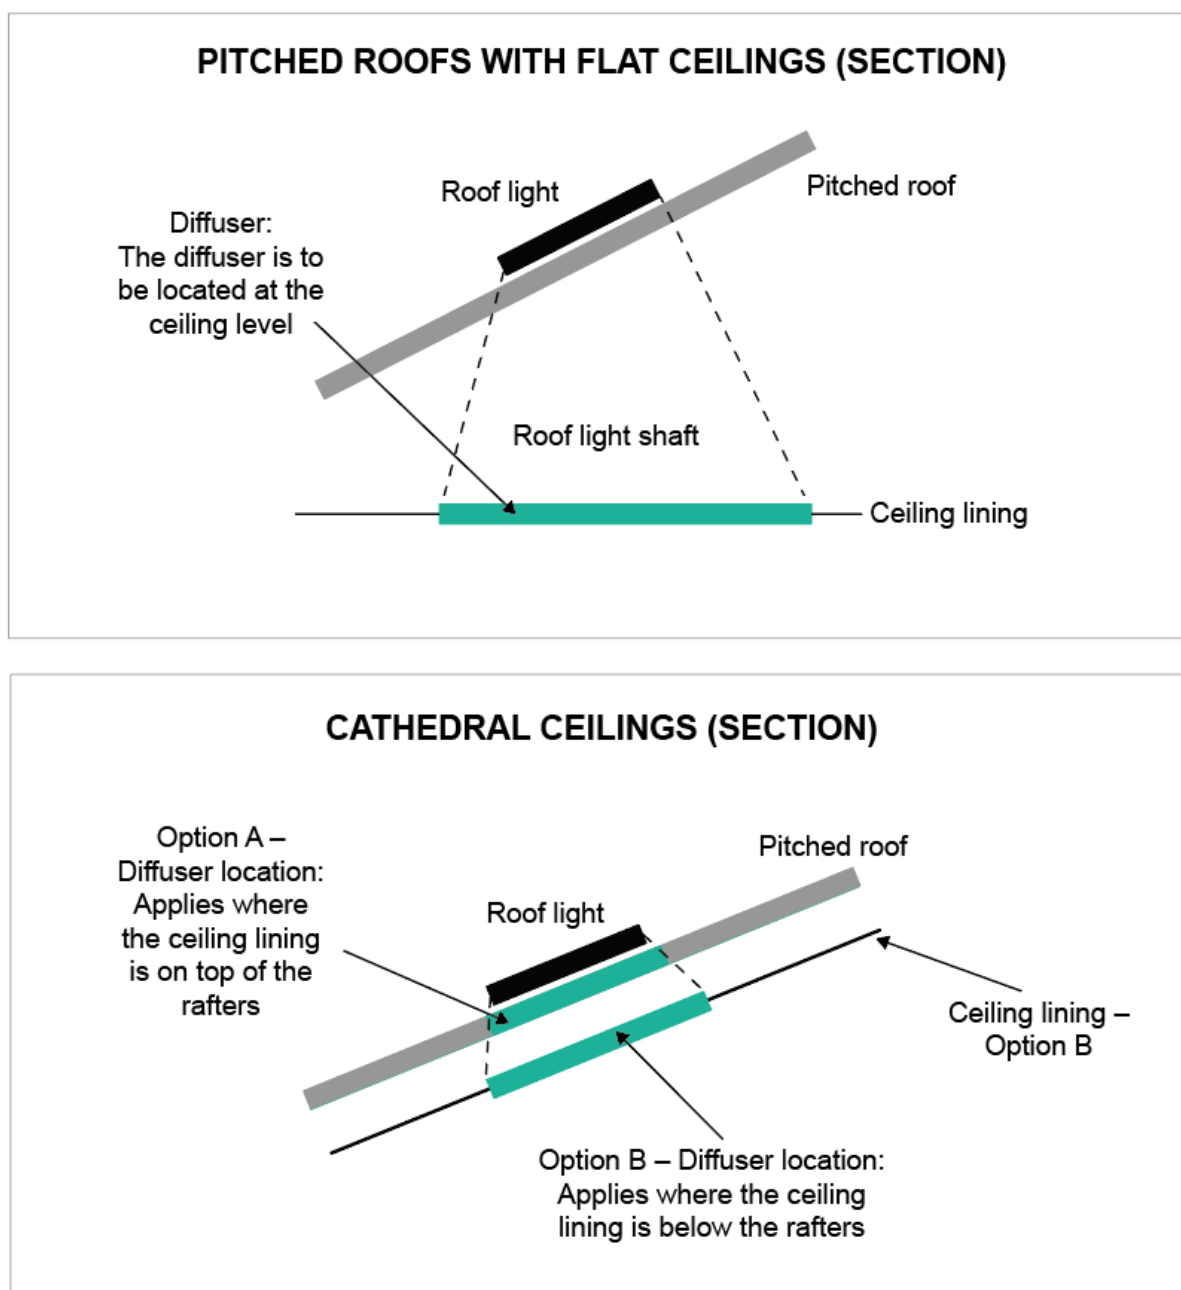 PITCHED ROOFS WITH FLAT CEILINGS (SECTION)
Roof light
Pitched roof
Diffuser:
The diffuser is to
be located at the
ceiling level
Roof light shaft
Ceiling lining
CATHEDRAL CEILINGS (SECTION)
Option A –
Diffuser location:
Applies where
the ceiling lining
is on top of the
rafters
Pitched roof
Roof light
Ceiling lining –
Option B
Option B – Diffuser location:
Applies where the ceiling
lining is below the rafters